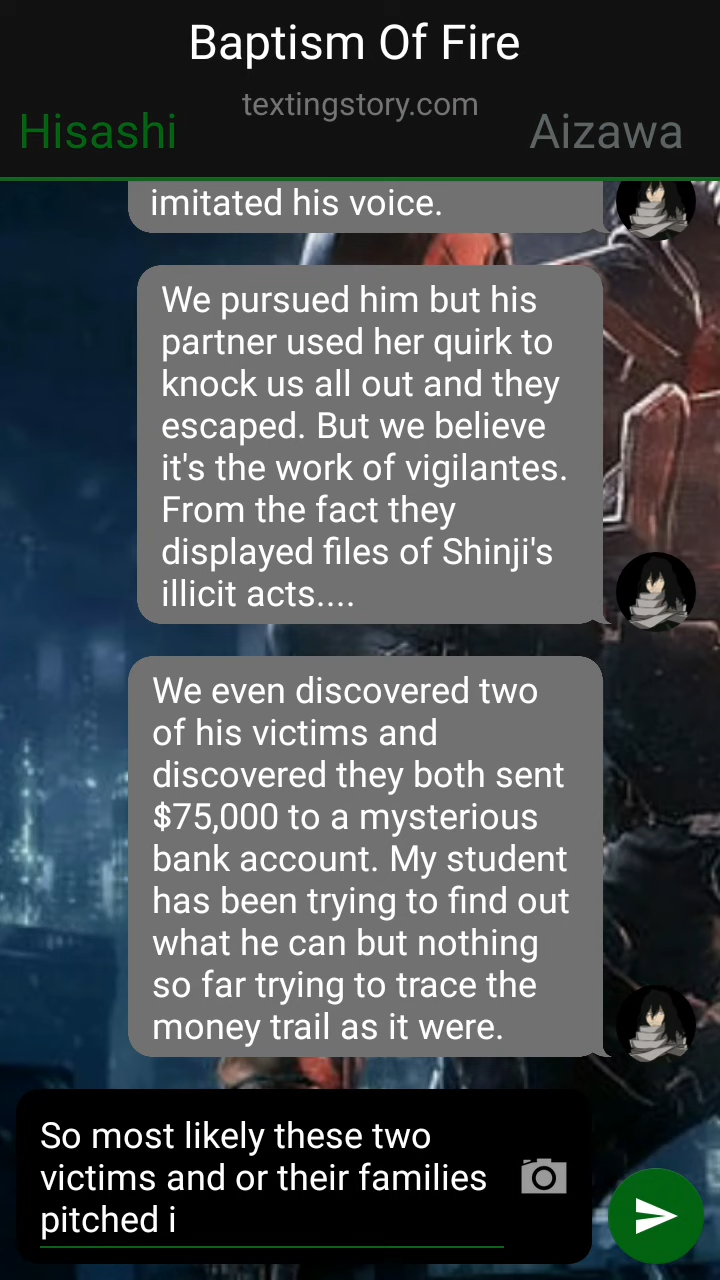 Baptism Of Fire
textingstory.com
Hisashi
Aizawa
imitated his voice.
We pursued him but his
partner used her quirk to
knock us all out and they
escaped. But we believe
it's the work of vigilantes.
From the fact they
displayed files of Shinji's
illicit acts....
We even discovered two
of his victims and
discovered they both sent
$75,000 to a mysterious
bank account. My student
has been trying to find out
what he can but nothing
so far trying to trace the
money trail as it were.
So most likely these two
victims and or their families
pitched i